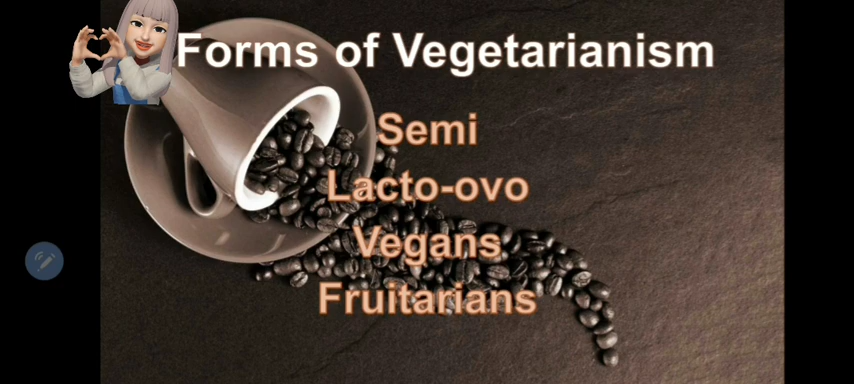 Forms of Vegetarianism
Semi
Lacto-ovo
Vegans
Fruitarians